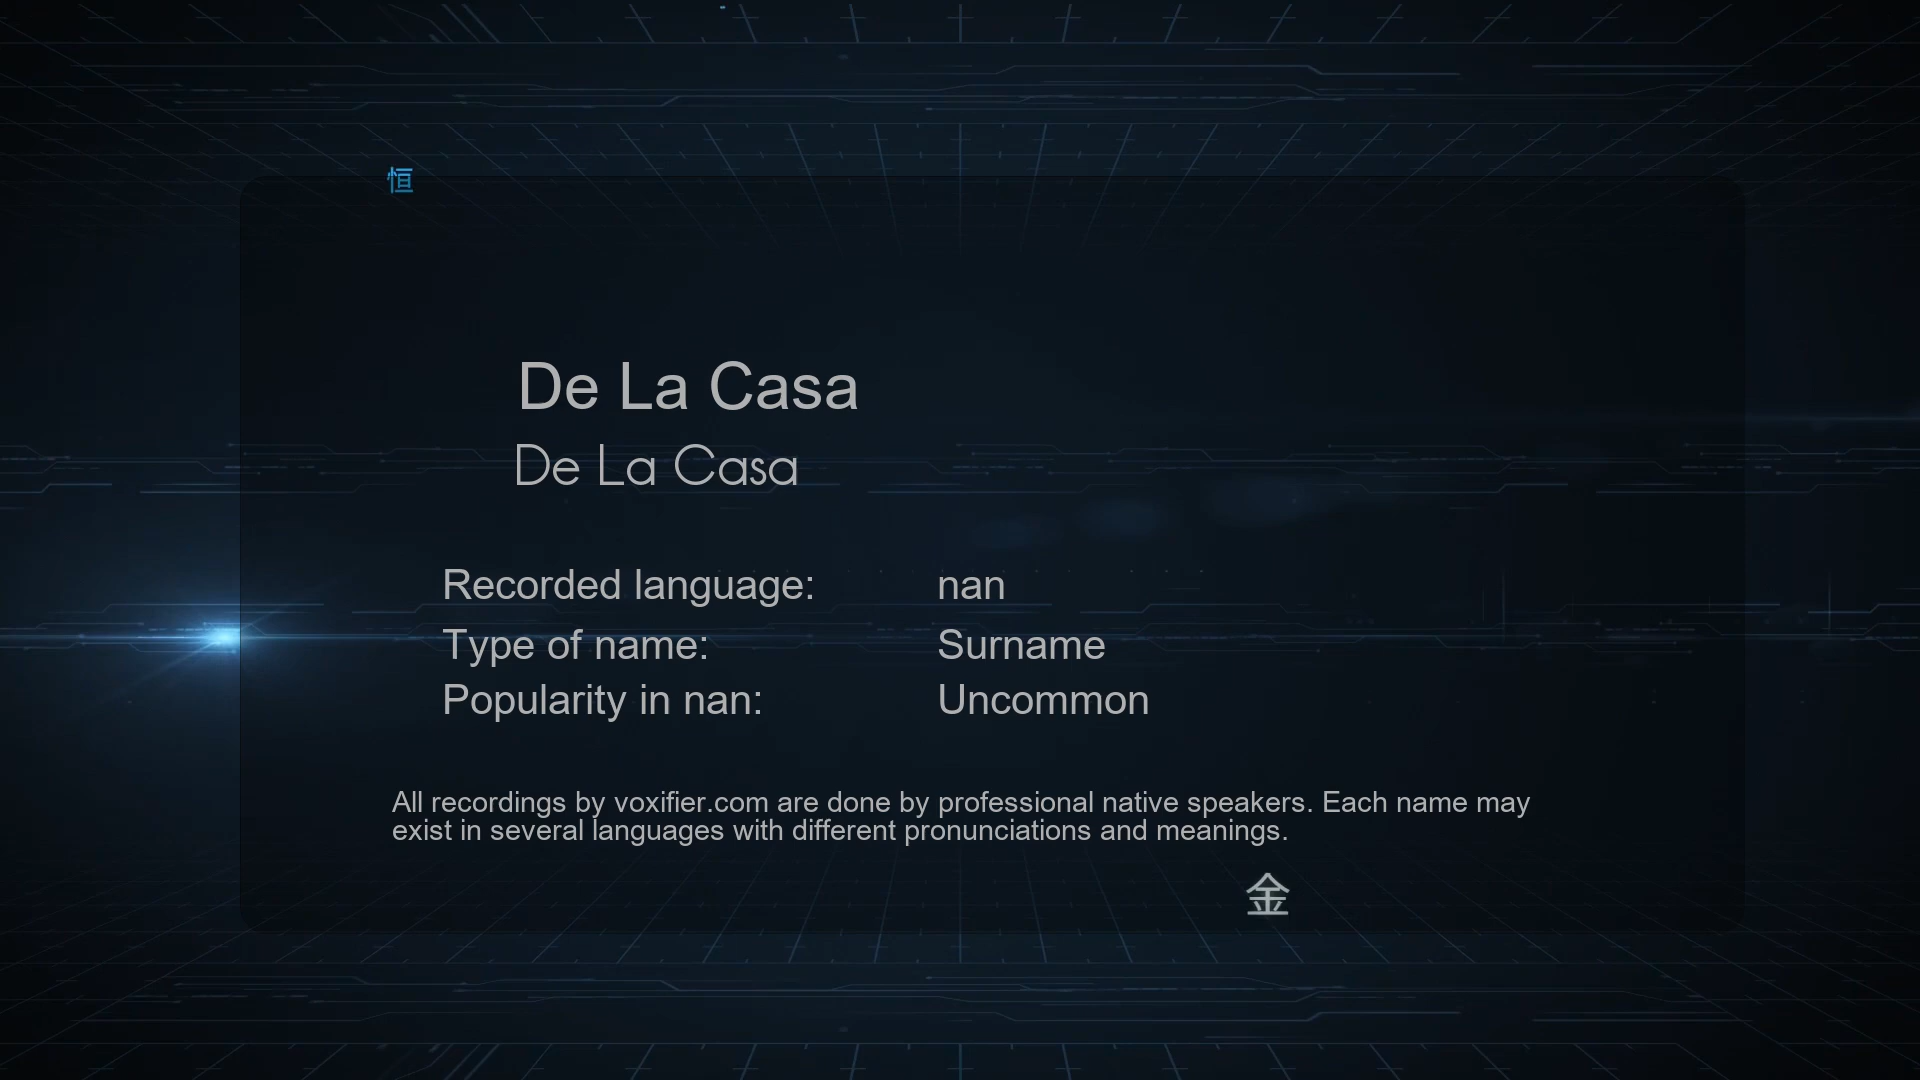 恒
De La Casa
De La Casa
Recorded language: nan
Type of name: Surname
Popularity in nan: Uncommon
All recordings by voxifier.com are done by professional native speakers. Each name may
exist in several languages with different pronunciations and meanings.
金